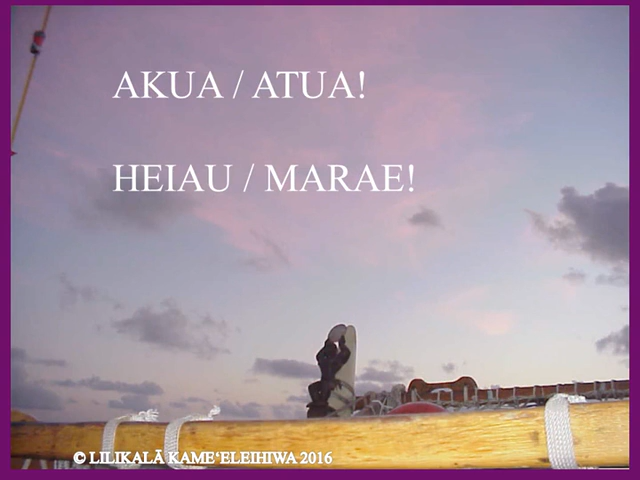 AKUA / ATUA!
HEIAU / MARAE!
© LILIKALĀ KAMEʻELEIHIWA 2016